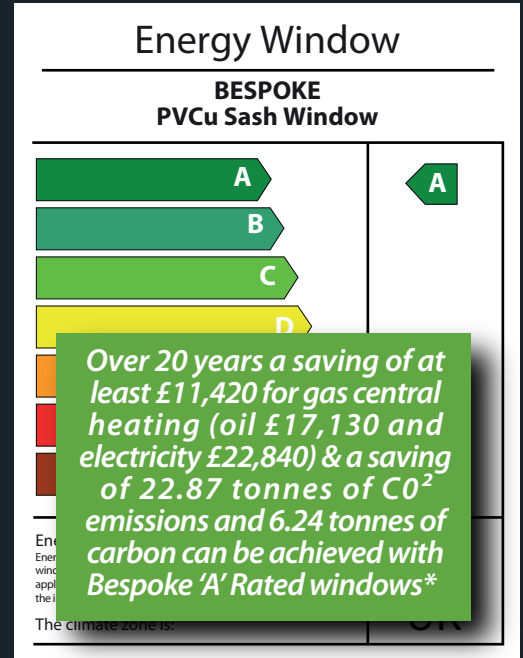 Energy Window
BESPOKE
PVCu Sash Window
A
A
B
C
D
Over 20 years a saving of at
least £11,420 for gas central
heating (oil £17,130 and
electricity £22,840) & a saving
of 22.87 tonnes of C0²
emissions and 6.24 tonnes of
carbon can be achieved with
Bespoke ‘A’ Rated windows*
The climate zone is:
UK